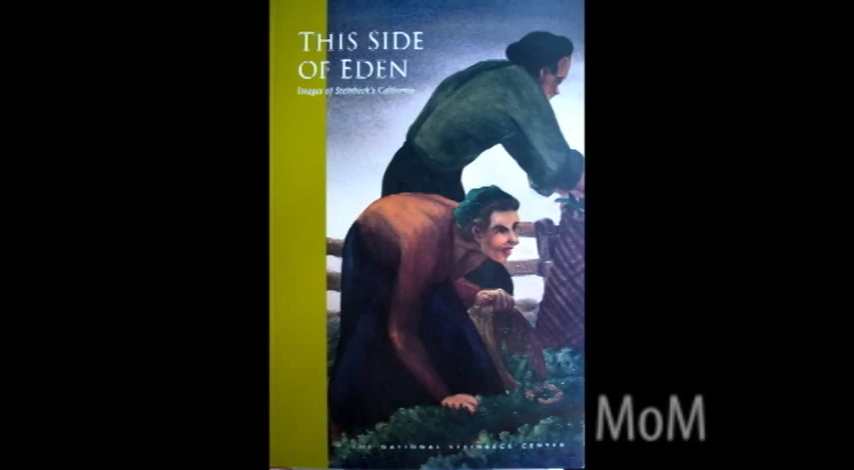 THIS SIDE
OF EDEN
Images of Steinbeck's California
THE NATIONAL STEINBECK CENTER
MoM